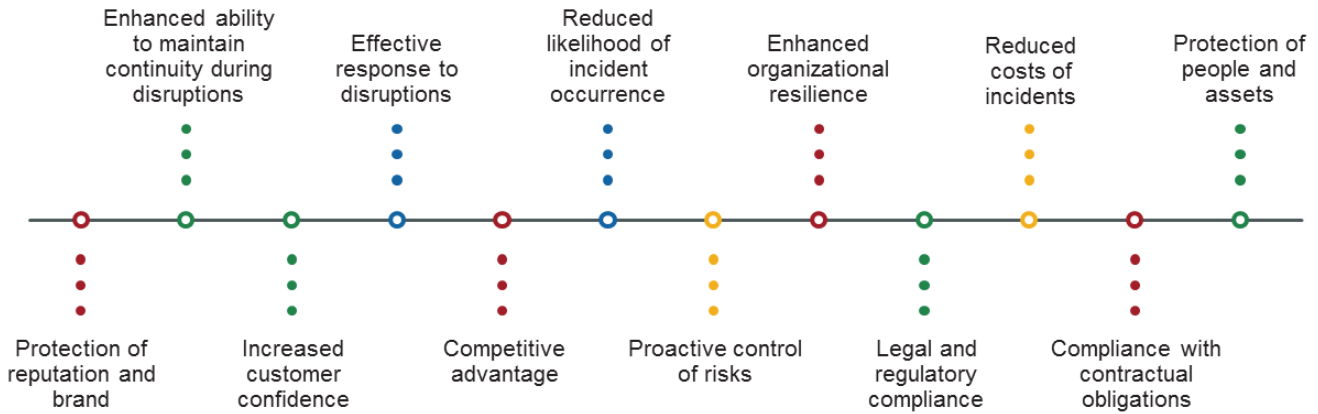 Enhanced ability
to maintain
continuity during
disruptions
Effective
response to
disruptions
Reduced
likelihood of
incident
occurrence
Enhanced
organizational
resilience
Reduced
costs of
incidents
Protection of
people and
assets
Protection of
reputation and
brand
Increased
customer
confidence
Competitive
advantage
Proactive control
of risks
Legal and
regulatory
compliance
Compliance with
contractual
obligations